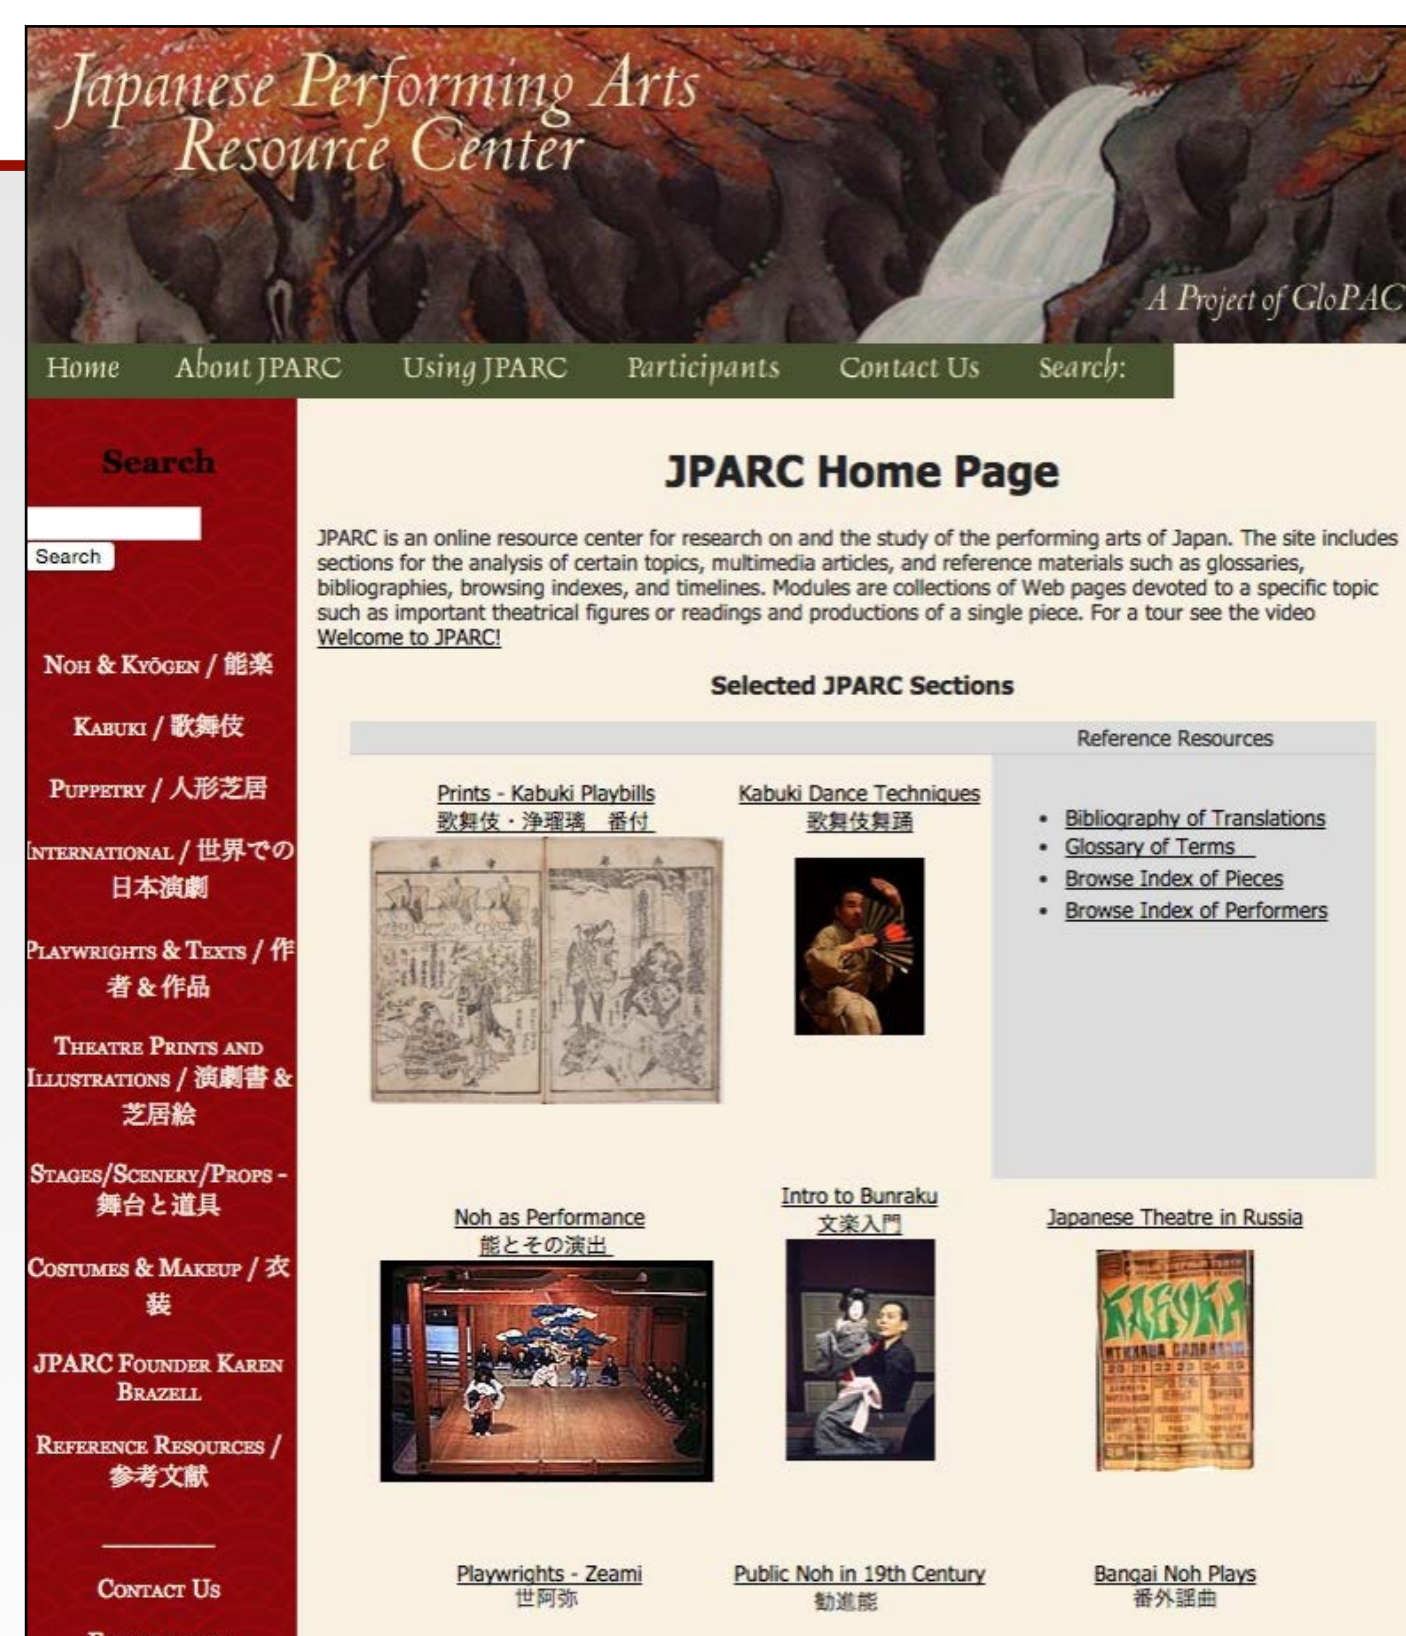 Japanese Performing Arts
Resource Center
A Project of GloPAC
Home About JPARC Using JPARC Participants Contact Us Search:
Search
Search
NOH & KYŌGEN / 能楽
KABUKI / 歌舞伎
PUPPETRY / 人形芝居
INTERNATIONAL / 世界での
日本演劇
PLAYWRIGHTS & TEXTS / 作
者 & 作品
THEATRE PRINTS AND
ILLUSTRATIONS / 演劇書 &
芝居絵
STAGES/SCENERY/PROPS -
舞台と道具
COSTUMES & MAKEUP / 衣
装
JPARC FOUNDER KAREN
BRAZELL
REFERENCE RESOURCES /
参考文献
CONTACT US
JPARC Home Page
JPARC is an online resource center for research on and the study of the performing arts of Japan. The site includes
sections for the analysis of certain topics, multimedia articles, and reference materials such as glossaries,
bibliographies, browsing indexes, and timelines. Modules are collections of Web pages devoted to a specific topic
such as important theatrical figures or readings and productions of a single piece. For a tour see the video
Welcome to JPARC!
Selected JPARC Sections
Reference Resources
Prints - Kabuki Playbills
歌舞伎・浄瑠璃　番付
Kabuki Dance Techniques
歌舞伎舞踊
• Bibliography of Translations
• Glossary of Terms
• Browse Index of Pieces
• Browse Index of Performers
Noh as Performance
能とその演出
Intro to Bunraku
文楽入門
Japanese Theatre in Russia
КАБУКИ
Playwrights - Zeami
世阿弥
Public Noh in 19th Century
勧進能
Bangai Noh Plays
番外謡曲